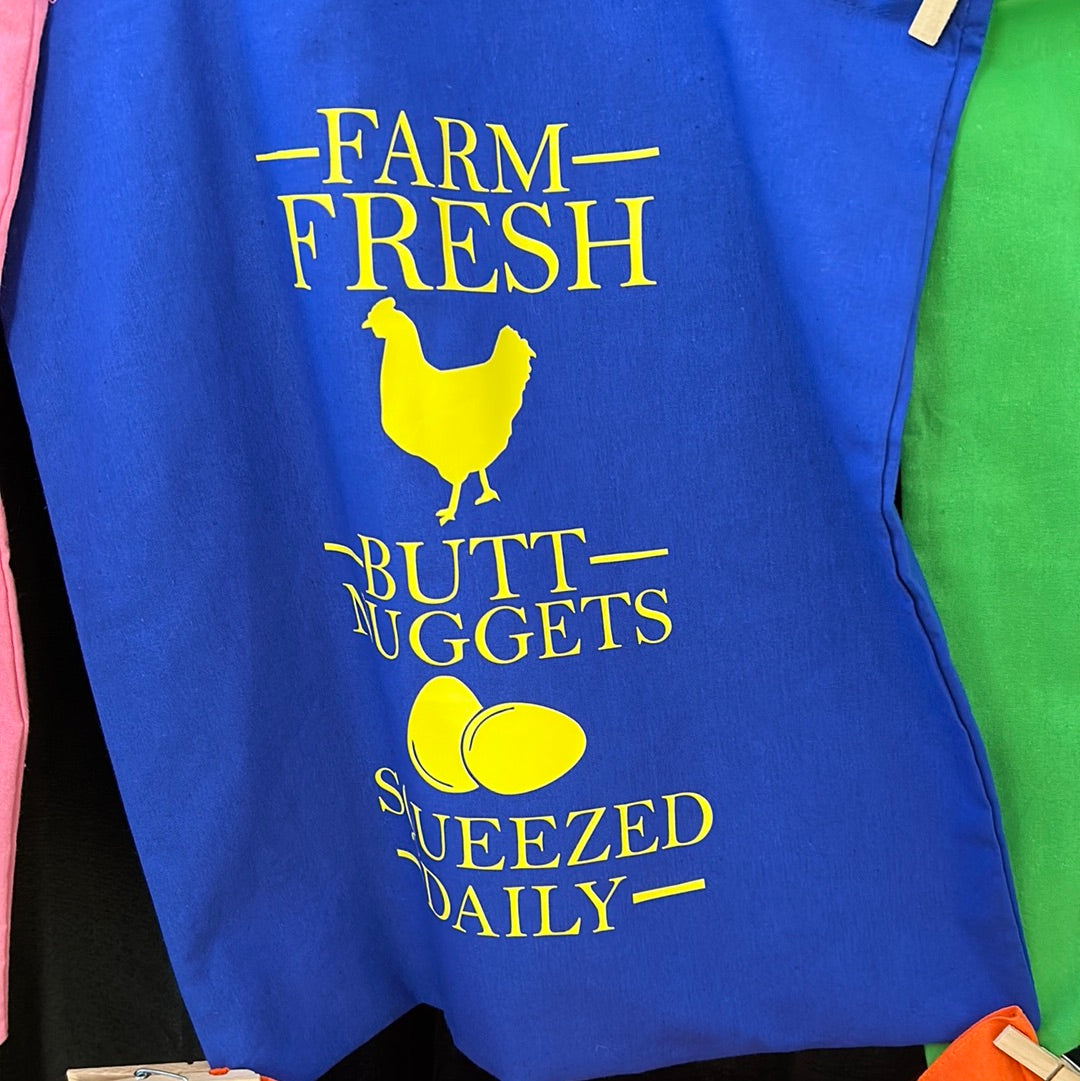 FARM
FRESH
BUTT
NUGGETS
SQUEEZED
DAILY